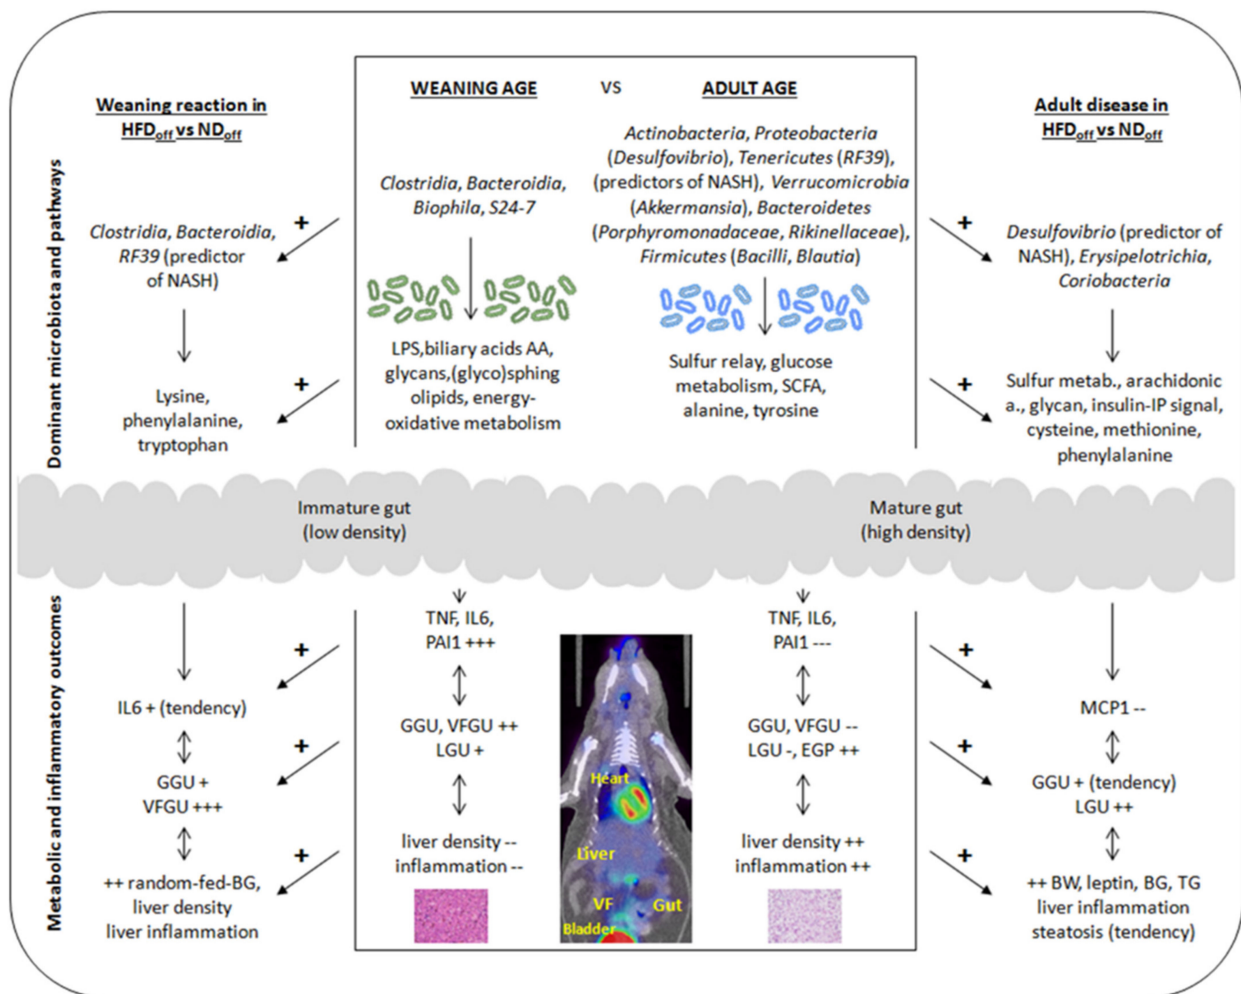 Dominant microbiota and pathways
Metabolic and inflammatory outcomes
Weaning reaction in
HFDoff vs ND off
Clostridia, Bacteroidia,
RF39 (predictor
of NASH)
Lysine,
phenylalanine,
tryptophan
IL6 + (tendency)
GGU +
VFGU +++
++ random-fed-BG,
liver density
liver inflammation
+
+
+
+
+
WEANING AGE
VS
ADULT AGE
Clostridia, Bacteroidia,
Biophila, S24-7
LPS,biliary acids AA,
glycans,(glyco)sphing
olipids, energy-
oxidative metabolism
Immature gut
(low density)
TNF, IL6,
PAI1 +++
GGU, VFGU ++
LGU +
liver density --
inflammation --
Heart
Liver
VF
Gut
Bladder
Actinobacteria, Proteobacteria
(Desulfovibrio), Tenericutes (RF39),
(predictors of NASH), Verrucomicrobia
(Akkermansia), Bacteroidetes
(Porphyromonadaceae, Rikinellaceae),
Firmicutes (Bacilli, Blautia)
Sulfur relay, glucose
metabolism, SCFA,
alanine, tyrosine
Mature gut
(high density)
TNF, IL6,
PAI1 ---
GGU, VFGU --
LGU -, EGP ++
liver density ++
inflammation ++
+
+
+
+
+
Adult disease in
HFDoff vs NDoff
Desulfovibrio (predictor of
NASH), Erysipelotrichia,
Coriobacteria
Sulfur metab., arachidonic
a., glycan, insulin-IP signal,
cysteine, methionine,
phenylalanine
MCP1 --
GGU + (tendency)
LGU ++
++ BW, leptin, BG, TG
liver inflammation
steatosis (tendency)